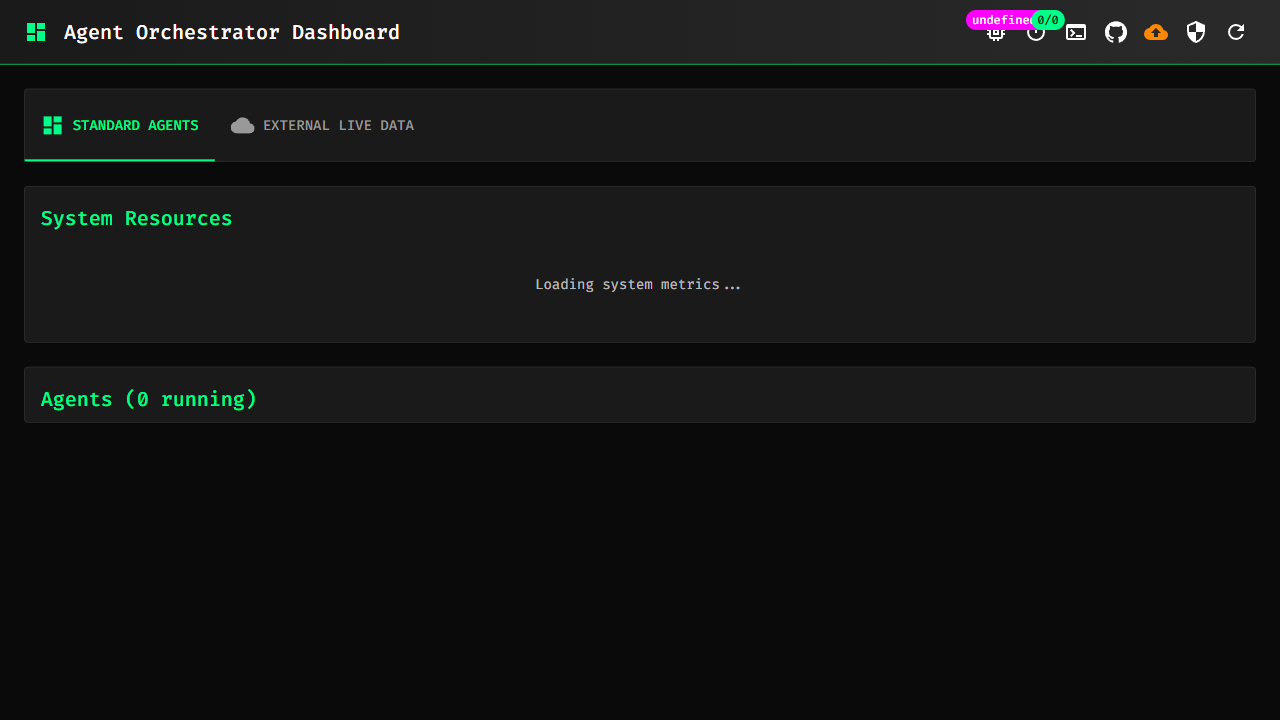 Agent Orchestrator Dashboard
undefined
0/0
STANDARD AGENTS
EXTERNAL LIVE DATA
System Resources
Loading system metrics...
Agents (0 running)